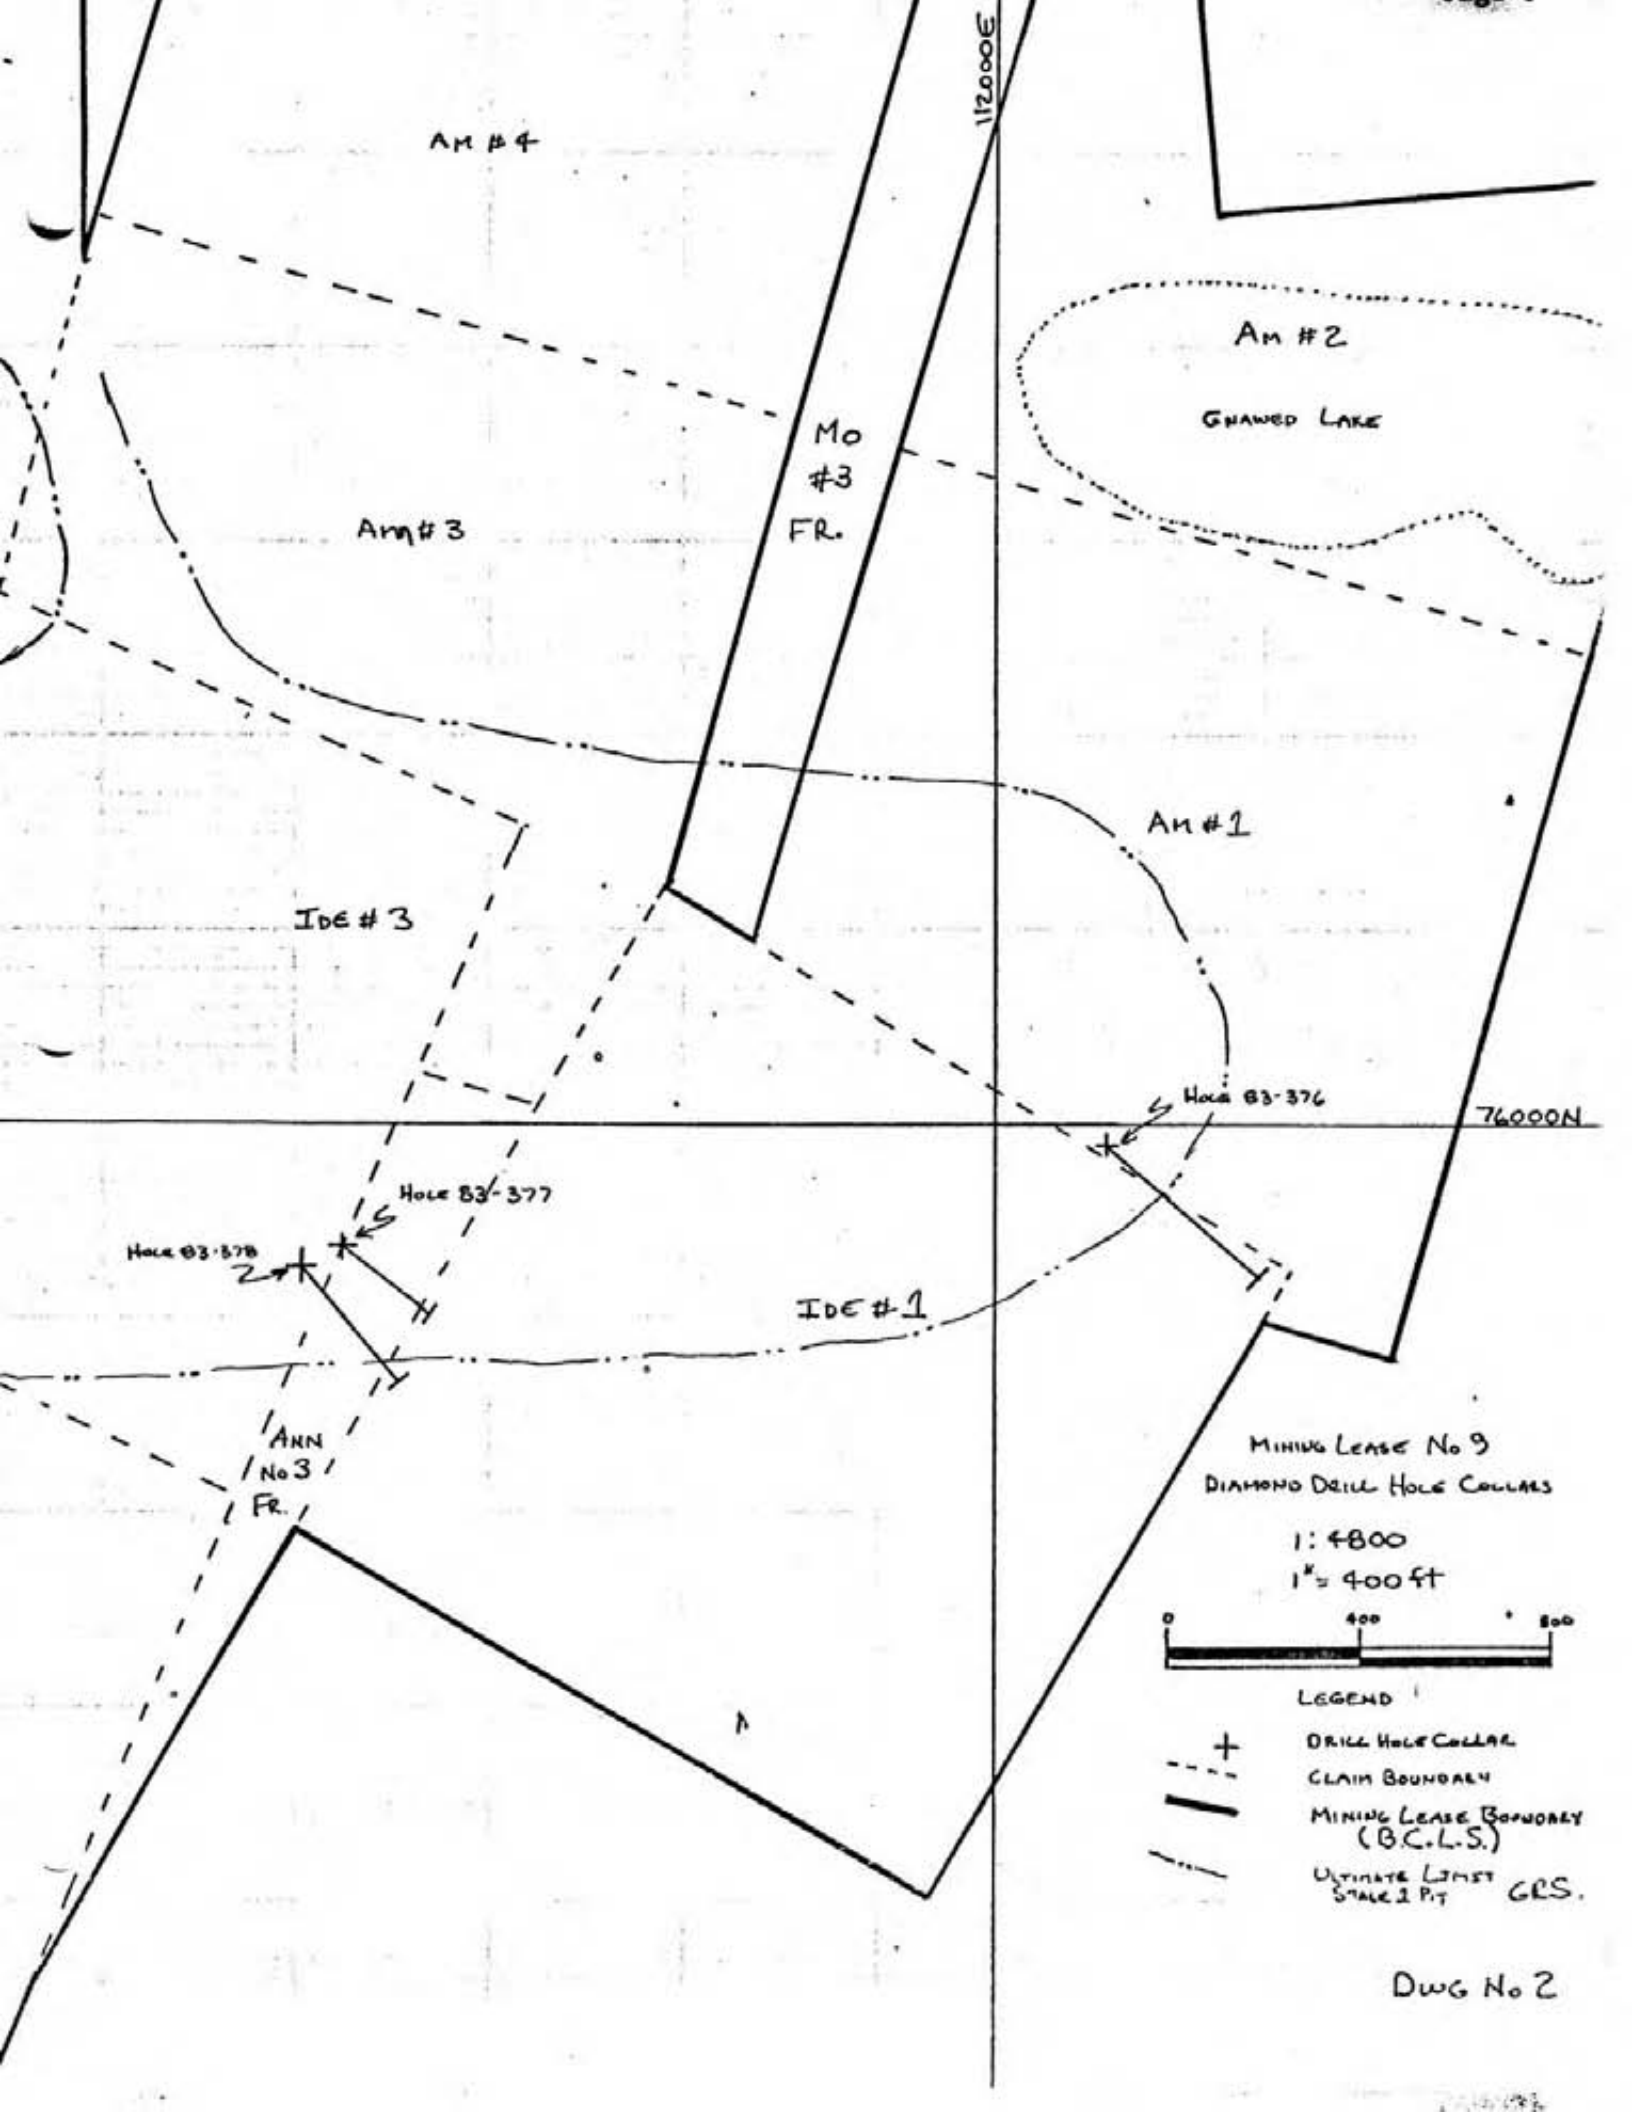 112000E
AM #4
AM #2
GNAWED LAKE
MO
#3
FR.
AM #3
AM #1
IDE #3
HOLE 83-376
76000N
HOLE 83-377
HOLE 83-378
IDE #1
ANN
No 3
FR.
MINING LEASE No 9
DIAMOND DRILL HOLE COLLARS
1: 4800
1" = 400 ft
0 400 800
LEGEND
DRILL HOLE COLLAR
CLAIM BOUNDARY
MINING LEASE BOUNDARY
(B.C.L.S.)
ULTIMATE LIMIT
STAGE 2 PIT GRS.
DWG No 2